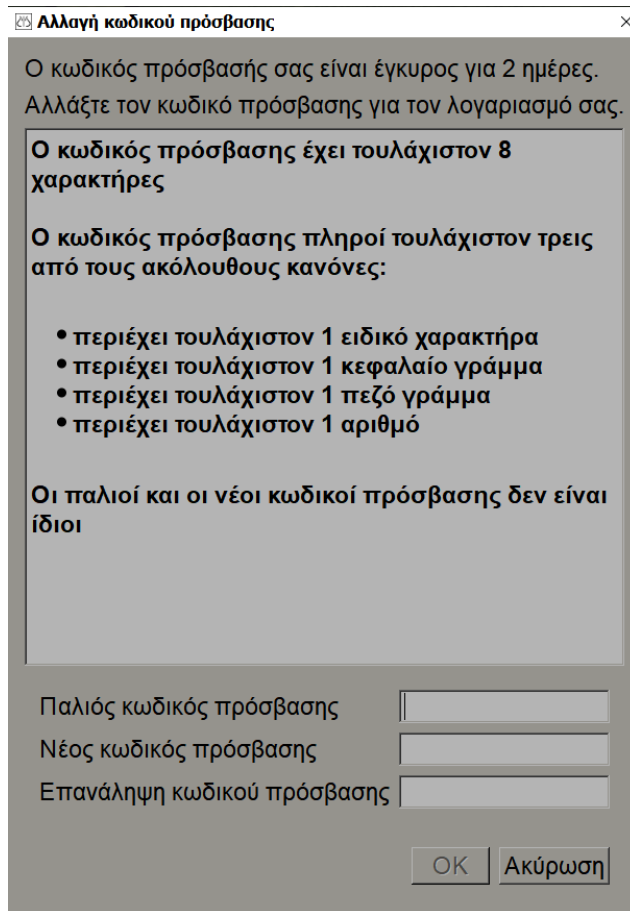 Αλλαγή κωδικού πρόσβασης
Ο κωδικός πρόσβασής σας είναι έγκυρος για 2 ημέρες.
Αλλάξτε τον κωδικό πρόσβασης για τον λογαριασμό σας.
Ο κωδικός πρόσβασης έχει τουλάχιστον 8
χαρακτήρες
Ο κωδικός πρόσβασης πληροί τουλάχιστον τρεις
από τους ακόλουθους κανόνες:
• περιέχει τουλάχιστον 1 ειδικό χαρακτήρα
• περιέχει τουλάχιστον 1 κεφαλαίο γράμμα
• περιέχει τουλάχιστον 1 πεζό γράμμα
• περιέχει τουλάχιστον 1 αριθμό
Οι παλιοί και οι νέοι κωδικοί πρόσβασης δεν είναι
ίδιοι
Παλιός κωδικός πρόσβασης
Νέος κωδικός πρόσβασης
Επανάληψη κωδικού πρόσβασης
OK Ακύρωση